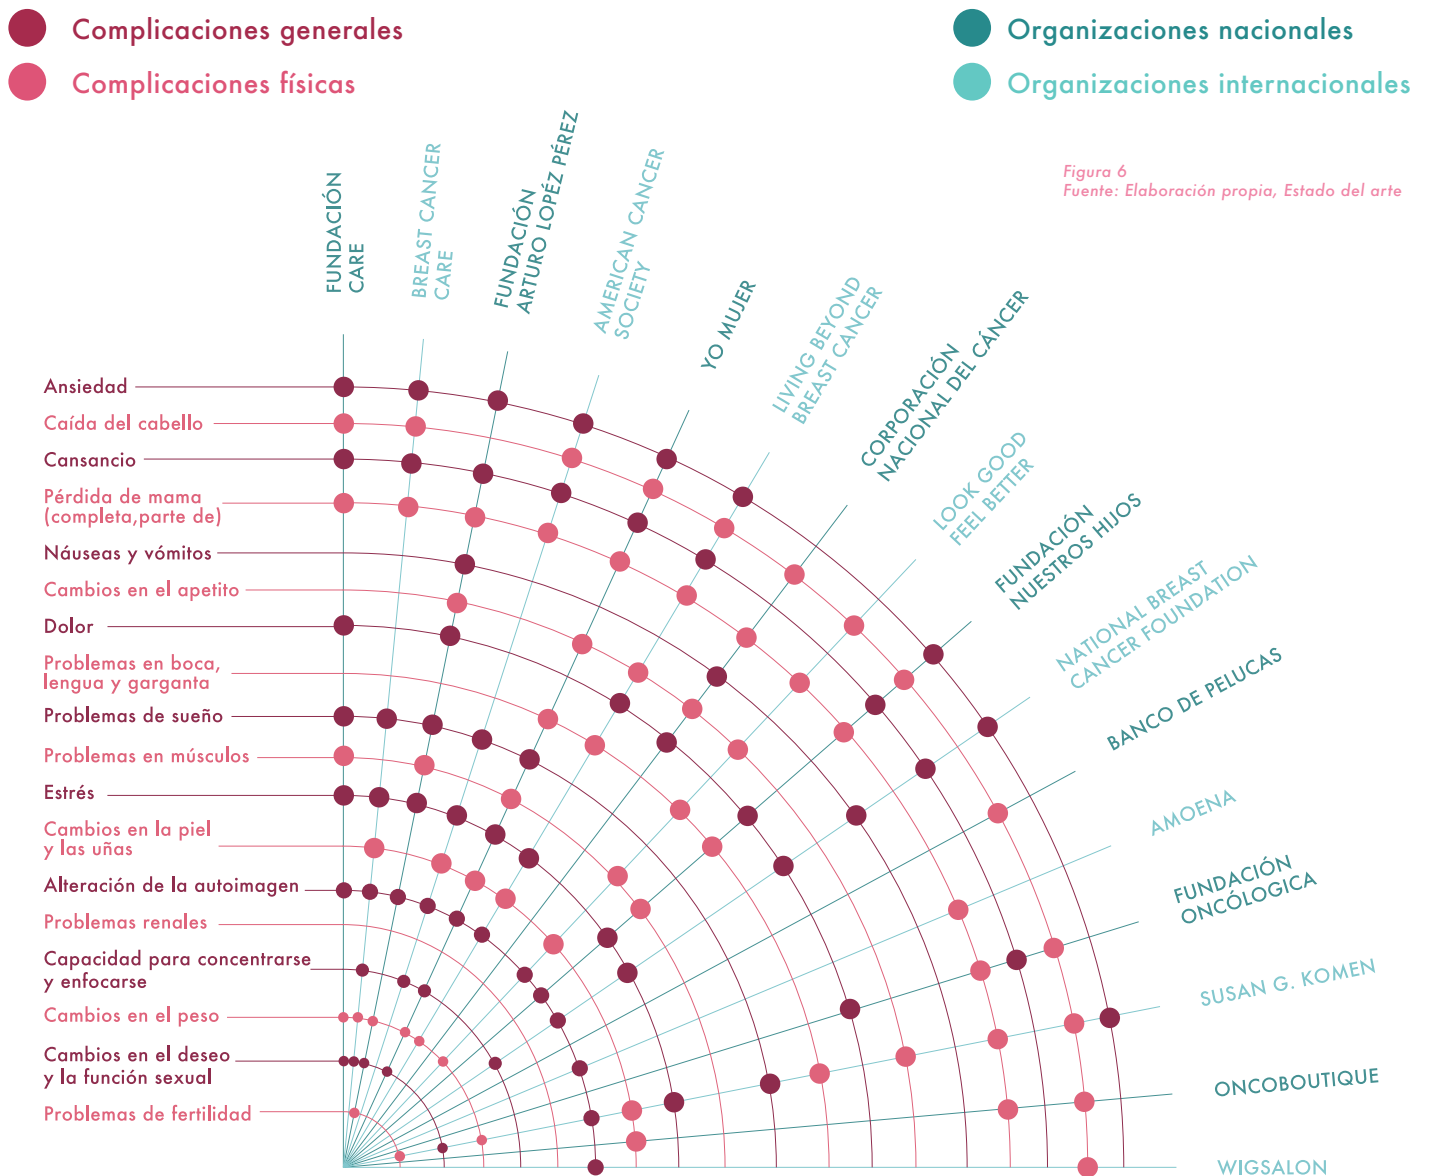 Complicaciones generales
Complicaciones físicas
Organizaciones nacionales
Organizaciones internacionales
Figura 6
Fuente: Elaboración propia, Estado del arte
FUNDACIÓN
CARE
BREAST CANCER
CARE
FUNDACIÓN
ARTURO LOPÉZ PÉREZ
AMERICAN CANCER
SOCIETY
YO MUJER
LIVING BEYOND
BREAST CANCER
CORPORACIÓN
NACIONAL DEL CÁNCER
LOOK GOOD
FEEL BETTER
FUNDACIÓN
NUESTROS HIJOS
NATIONAL BREAST
CANCER FOUNDATION
BANCO DE PELUCAS
AMOENA
FUNDACIÓN
ONCÓLOGICA
SUSAN G. KOMEN
ONCOBOUTIQUE
WIGSALON
Ansiedad
Caída del cabello
Cansancio
Pérdida de mama
(completa,parte de)
Náuseas y vómitos
Cambios en el apetito
Dolor
Problemas en boca,
lengua y garganta
Problemas de sueño
Problemas en músculos
Estrés
Cambios en la piel
y las uñas
Alteración de la autoimagen
Problemas renales
Capacidad para concentrarse
y enfocarse
Cambios en el peso
Cambios en el deseo
y la función sexual
Problemas de fertilidad